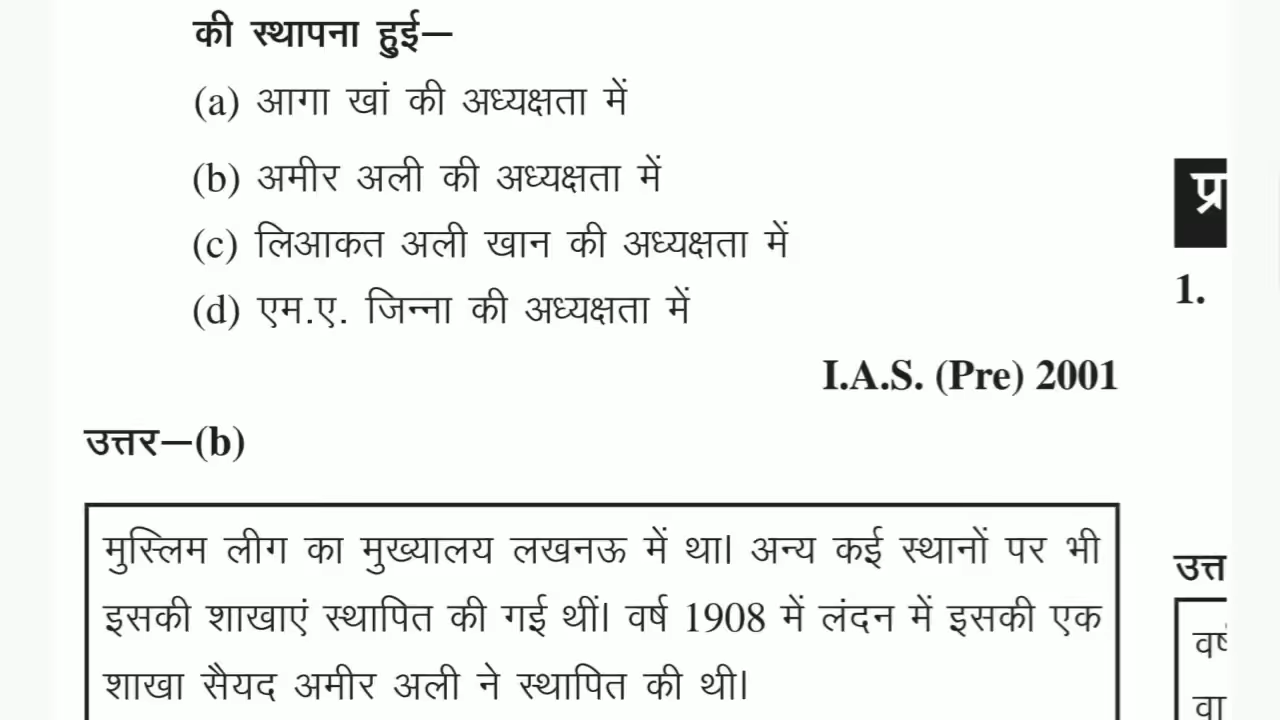 की स्थापना हुई–
(a) आगा खां की अध्यक्षता में
(b) अमीर अली की अध्यक्षता में
(c) लिआकत अली खान की अध्यक्षता में
(d) एम.ए. जिन्ना की अध्यक्षता में
I.A.S. (Pre) 2001
उत्तर–(b)
मुस्लिम लीग का मुख्यालय लखनऊ में था। अन्य कई स्थानों पर भी
इसकी शाखाएं स्थापित की गई थीं। वर्ष 1908 में लंदन में इसकी एक
शाखा सैयद अमीर अली ने स्थापित की थी।
1.